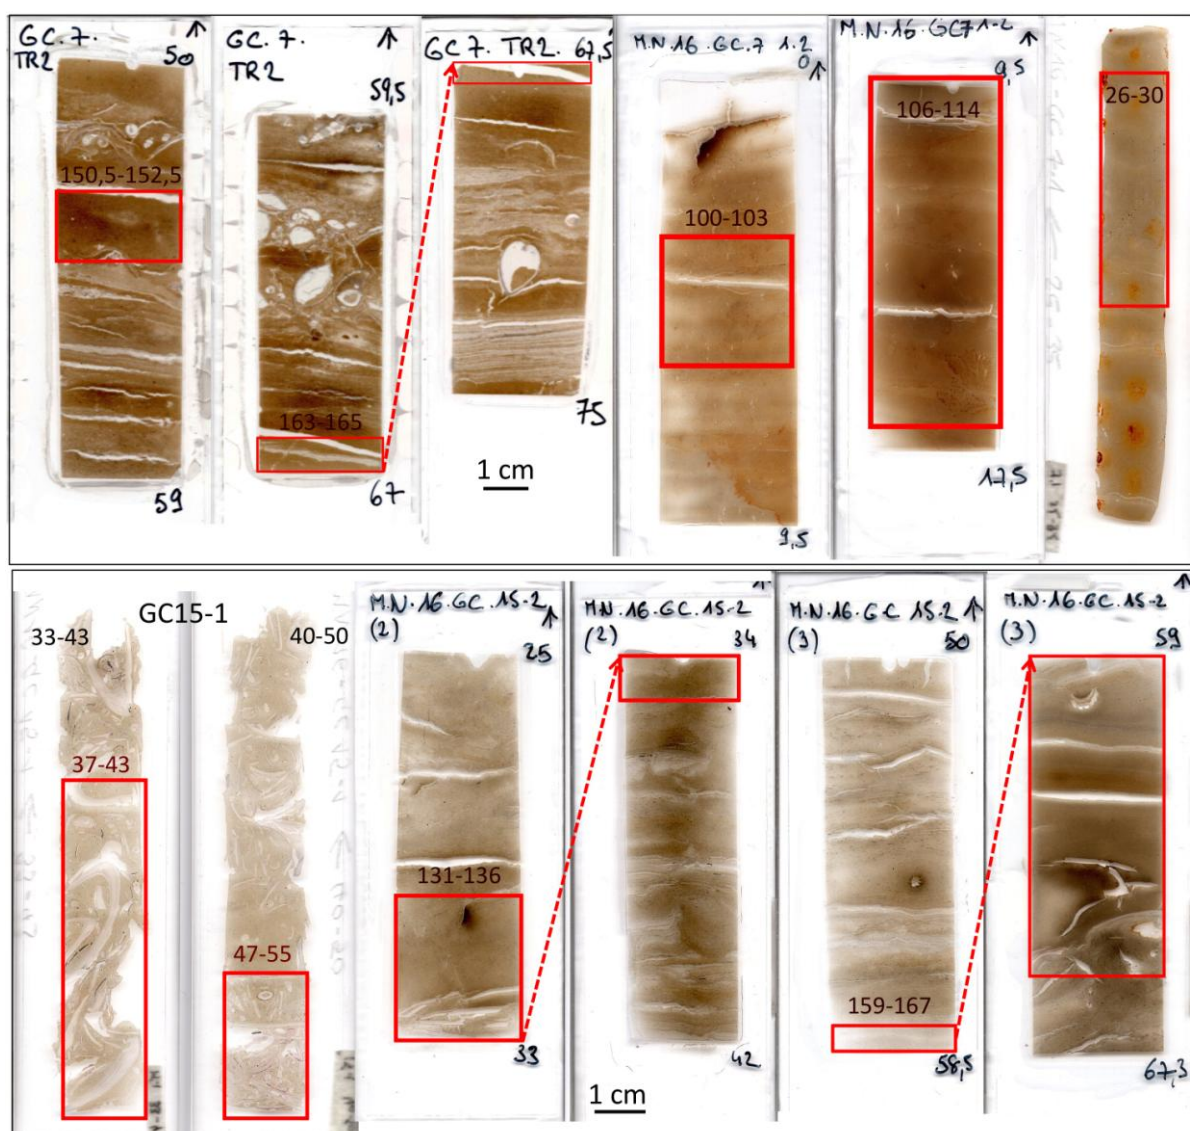 GC.7.
TR2
50
150,5-152,5
59
GC.7.
TR2
59,5
163-165
67
GC7. TR2. 67,5
75
1 cm
M.N.16.GC.7 1.2
0
100-103
9,5
M.N.16.GC7 1-2
9,5
106-114
17,5
26-30
GC15-1
33-43
37-43
40-50
47-55
M.N.16.GC.15-2
(2)
25
131-136
33
M.N.16.GC.15-2
(2)
34
42
1 cm
M.N.16.GC 15-2
(3)
50
159-167
58,5
M.N.16.GC.15-2
(3)
59
67,3